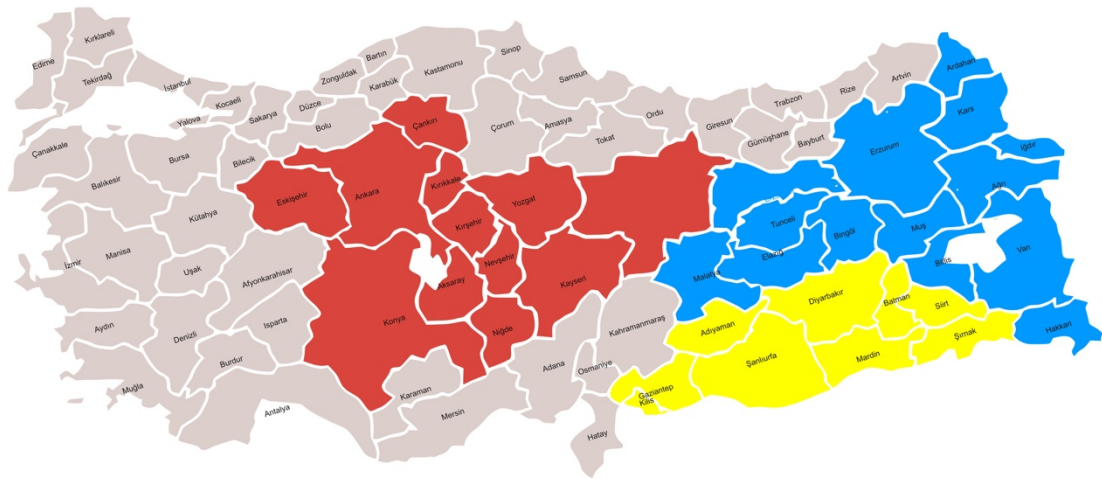 Kırklareli
Edirne
Tekirdağ
İstanbul
Kocaeli
Yalova
Sakarya
Düzce
Zonguldak
Bartın
Karabük
Kastamonu
Sinop
Samsun
Çankırı
Bolu
Çorum
Amasya
Tokat
Ordu
Giresun
Trabzon
Rize
Artvin
Ardahan
Kars
Gümüşhane
Bayburt
Erzurum
Iğdır
Ağrı
Çanakkale
Bursa
Bilecik
Balıkesir
Eskişehir
Ankara
Kırıkkale
Yozgat
Kırşehir
Kütahya
Tunceli
Bingöl
Muş
Bitlis
Van
Elazığ
Malatya
İzmir
Manisa
Uşak
Afyonkarahisar
Nevşehir
Aksaray
Kayseri
Konya
Niğde
Isparta
Aydın
Denizli
Burdur
Muğla
Antalya
Karaman
Mersin
Adana
Osmaniye
Kahramanmaraş
Hatay
Adıyaman
Diyarbakır
Batman
Siirt
Şırnak
Hakkari
Mardin
Şanlıurfa
Gaziantep
Kilis